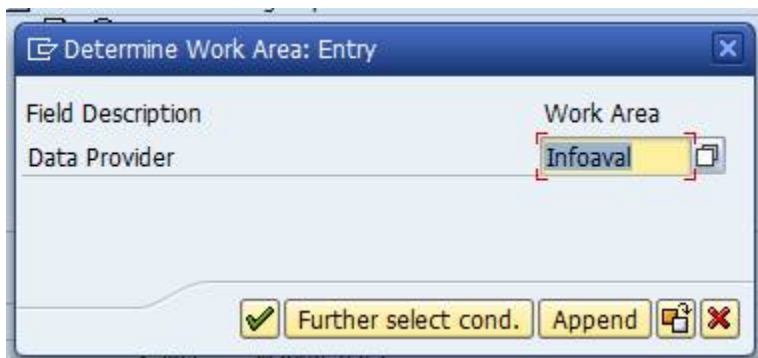 Determine Work Area: Entry
Field Description Work Area
Data Provider Infoaval
Further select cond. Append